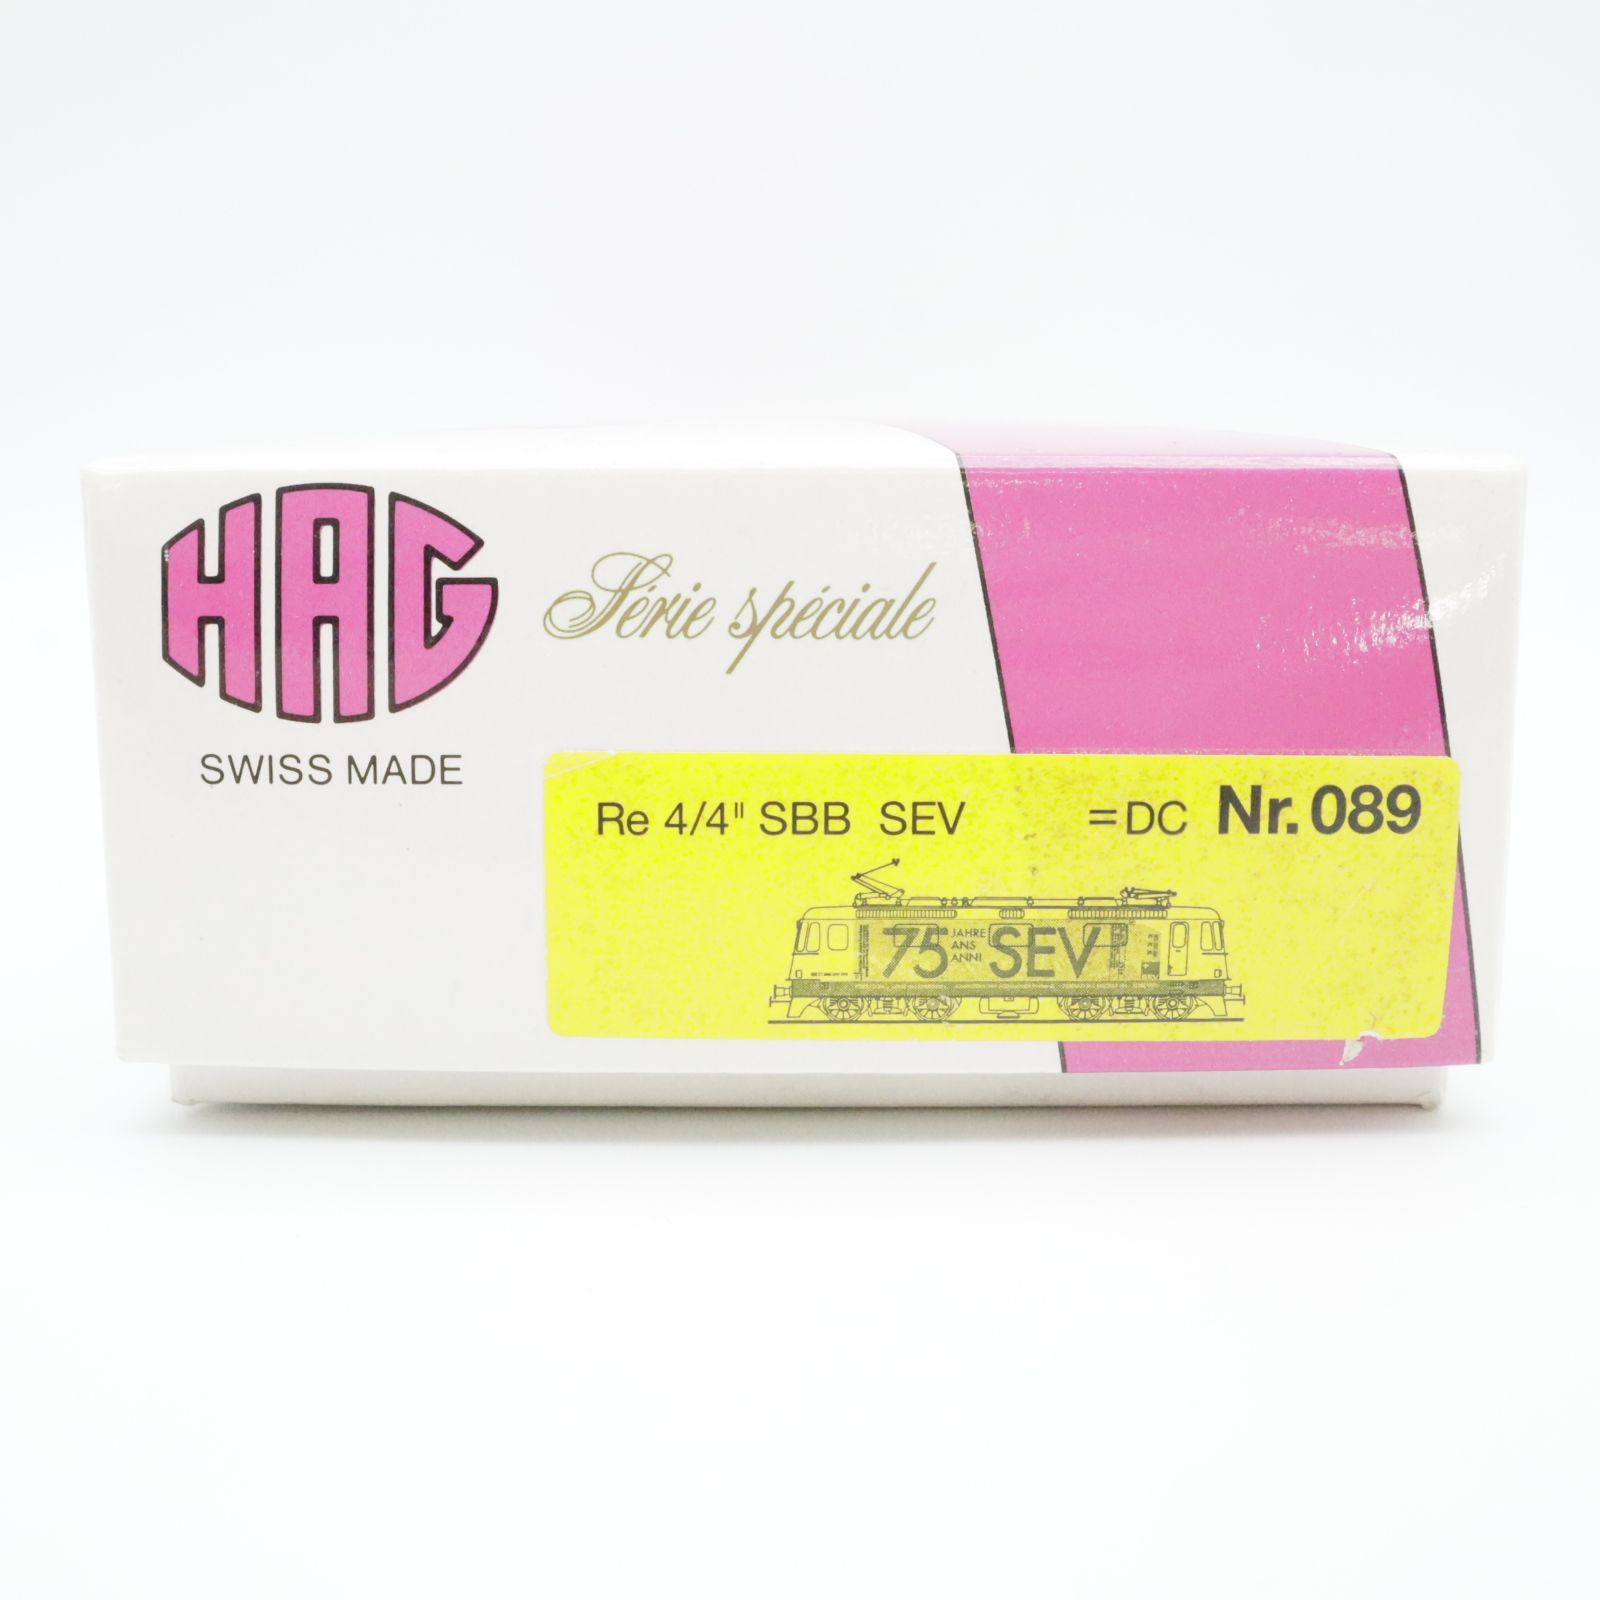 HAG
Série spéciale
SWISS MADE
Re 4/4" SBB SEV =DC Nr. 089
75 JAHRE SEV
ANS
ANNI